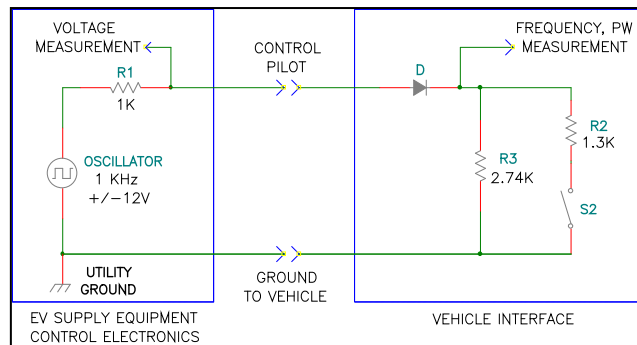 VOLTAGE
MEASUREMENT
R1
1K
OSCILLATOR
1 KHz
+/−12V
UTILITY
GROUND
EV SUPPLY EQUIPMENT
CONTROL ELECTRONICS
CONTROL
PILOT
GROUND
TO VEHICLE
FREQUENCY, PW
MEASUREMENT
D
R3
2.74K
R2
1.3K
S2
VEHICLE INTERFACE